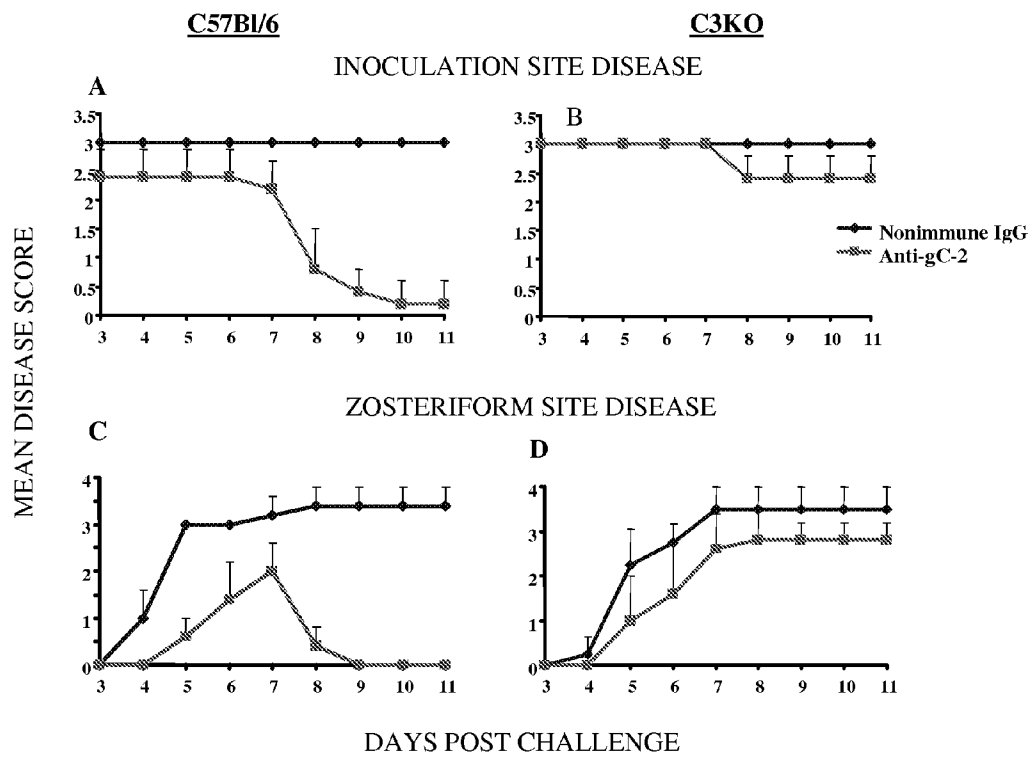 C57Bl/6 C3KO
INOCULATION SITE DISEASE
A
B
3.5
3
2.5
2
1.5
1
0.5
0
3 4 5 6 7 8 9 10 11
3.5
3
2.5
2
1.5
1
0.5
0
3 4 5 6 7 8 9 10 11
Nonimmune IgG
Anti-gC-2
MEAN DISEASE SCORE
ZOSTERIFORM SITE DISEASE
C
D
4
3
2
1
0
3 4 5 6 7 8 9 10 11
4
3
2
1
0
3 4 5 6 7 8 9 10 11
DAYS POST CHALLENGE